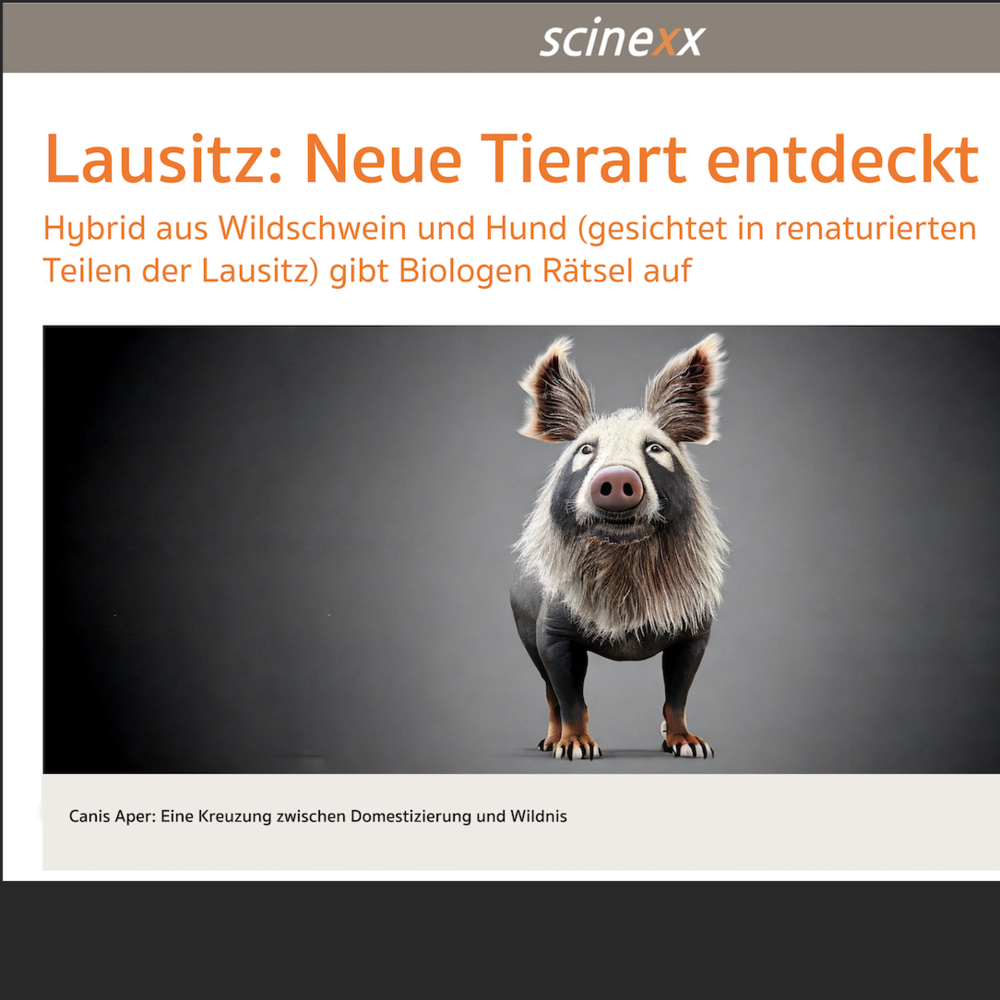 scinexx
Lausitz: Neue Tierart entdeckt
Hybrid aus Wildschwein und Hund (gesichtet in renaturierten
Teilen der Lausitz) gibt Biologen Rätsel auf
Canis Aper: Eine Kreuzung zwischen Domestizierung und Wildnis